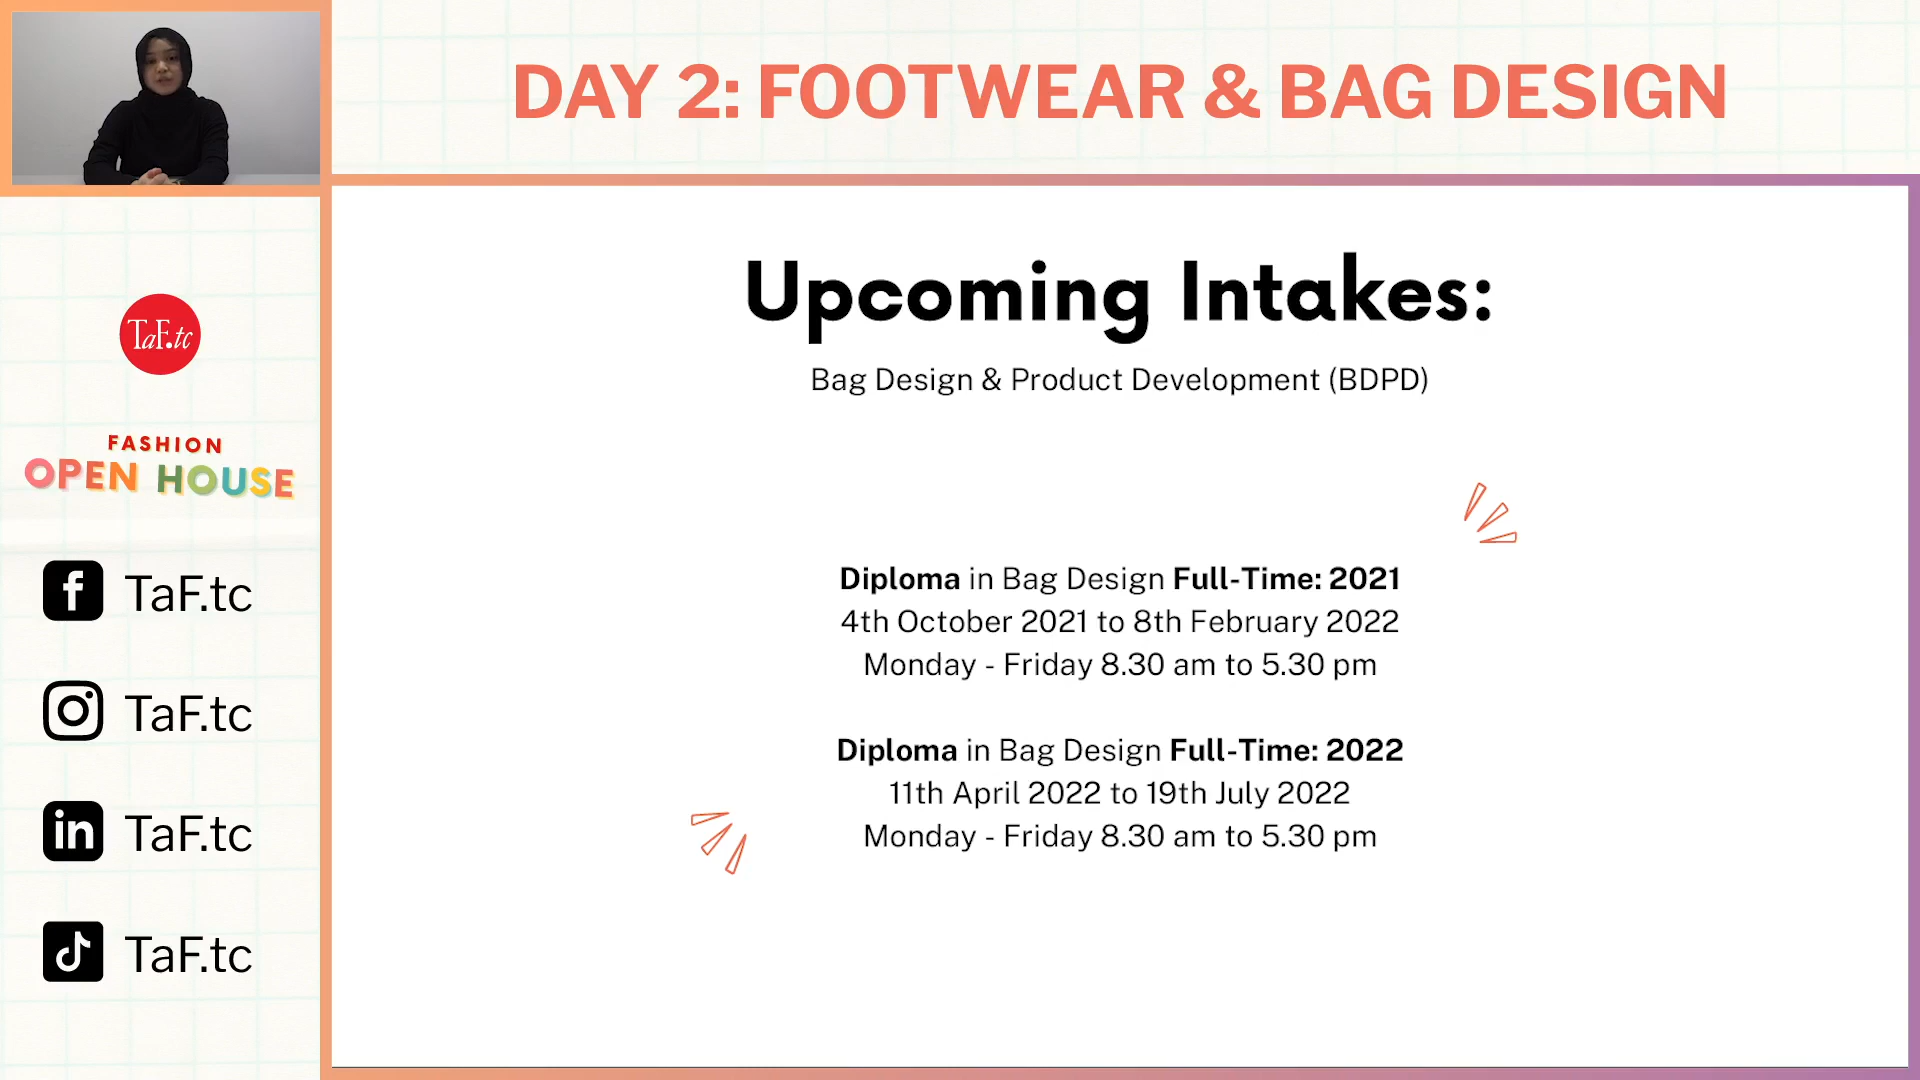 DAY 2: FOOTWEAR & BAG DESIGN
TaF.tc
FASHION
OPEN HOUSE
TaF.tc
TaF.tc
TaF.tc
TaF.tc
Upcoming Intakes:
Bag Design & Product Development (BDPD)
Diploma in Bag Design Full-Time: 2021
4th October 2021 to 8th February 2022
Monday - Friday 8.30 am to 5.30 pm
Diploma in Bag Design Full-Time: 2022
11th April 2022 to 19th July 2022
Monday - Friday 8.30 am to 5.30 pm